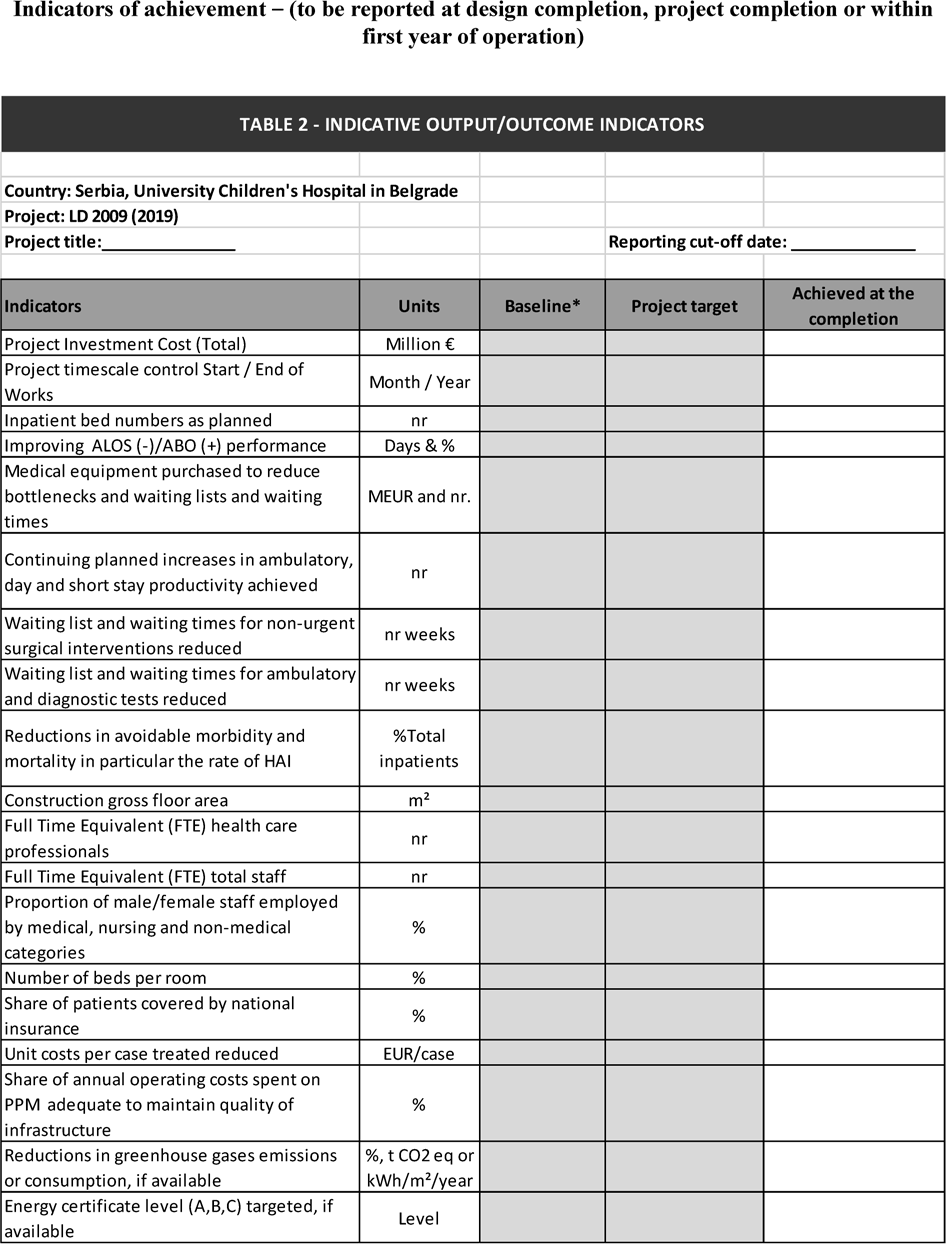 Indicators of achievement – (to be reported at design completion, project completion or within
first year of operation)
TABLE 2 - INDICATIVE OUTPUT/OUTCOME INDICATORS
Country: Serbia, University Children's Hospital in Belgrade
Project: LD 2009 (2019)
Project title:______________ Reporting cut-off date: ______________
Indicators Units Baseline* Project target Achieved at the
completion
Project Investment Cost (Total) Million €
Project timescale control Start / End of
Works
Month / Year
Inpatient bed numbers as planned nr
Improving ALOS (-)/ABO (+) performance Days & %
Medical equipment purchased to reduce
bottlenecks and waiting lists and waiting
times
MEUR and nr.
Continuing planned increases in ambulatory,
day and short stay productivity achieved
nr
Waiting list and waiting times for non-urgent
surgical interventions reduced
nr weeks
Waiting list and waiting times for ambulatory
and diagnostic tests reduced
nr weeks
Reductions in avoidable morbidity and
mortality in particular the rate of HAI
%Total
inpatients
Construction gross floor area m²
Full Time Equivalent (FTE) health care
professionals
nr
Full Time Equivalent (FTE) total staff nr
Proportion of male/female staff employed
by medical, nursing and non-medical
categories
%
Number of beds per room %
Share of patients covered by national
insurance
%
Unit costs per case treated reduced EUR/case
Share of annual operating costs spent on
PPM adequate to maintain quality of
infrastructure
%
Reductions in greenhouse gases emissions
or consumption, if available
%, t CO2 eq or
kWh/m²/year
Energy certificate level (A,B,C) targeted, if
available
Level